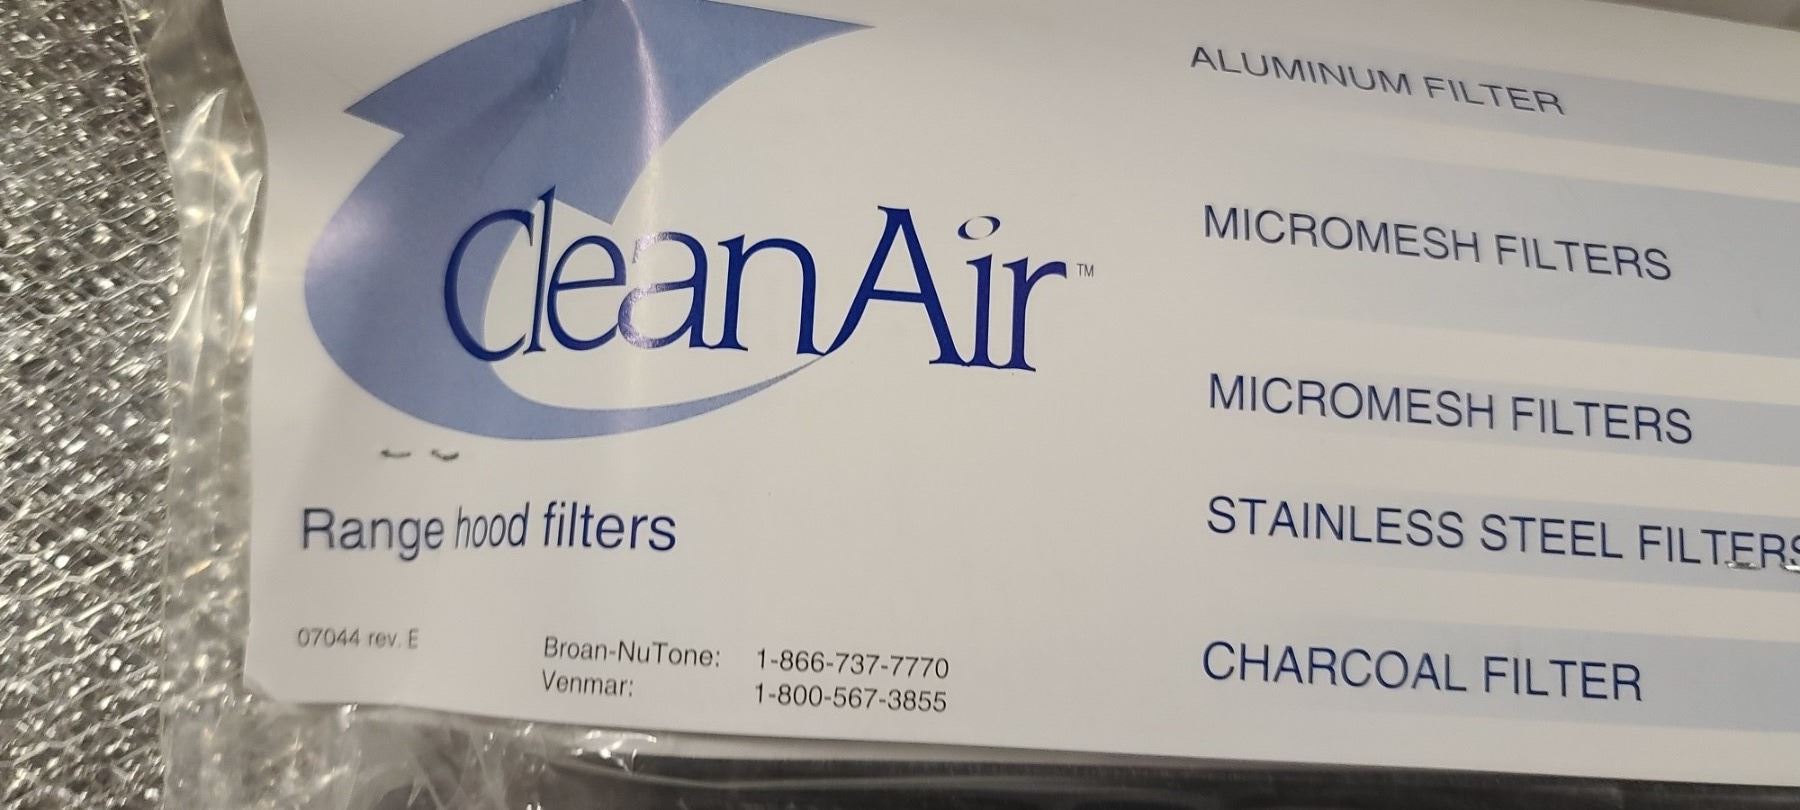 CleanAir™
Range hood filters
07044 rev. E
Broan-NuTone: 1-866-737-7770
Venmar: 1-800-567-3855
ALUMINUM FILTER
MICROMESH FILTERS
MICROMESH FILTERS
STAINLESS STEEL FILTERS
CHARCOAL FILTER